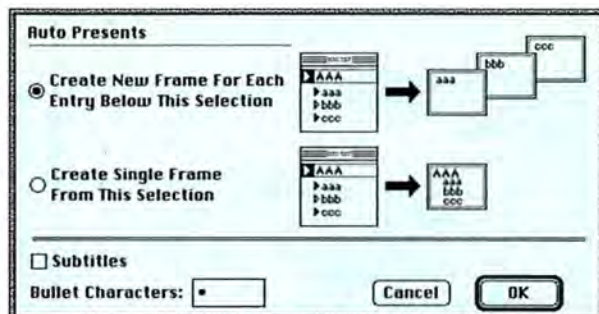 Auto Presents
Create New Frame For Each
Entry Below This Selection
AAA
aaa
bbb
ccc
aaa
bbb
ccc
Create Single Frame
From This Selection
AAA
aaa
bbb
ccc
AAA
aaa
bbb
ccc
Subtitles
Bullet Characters: •
Cancel
OK